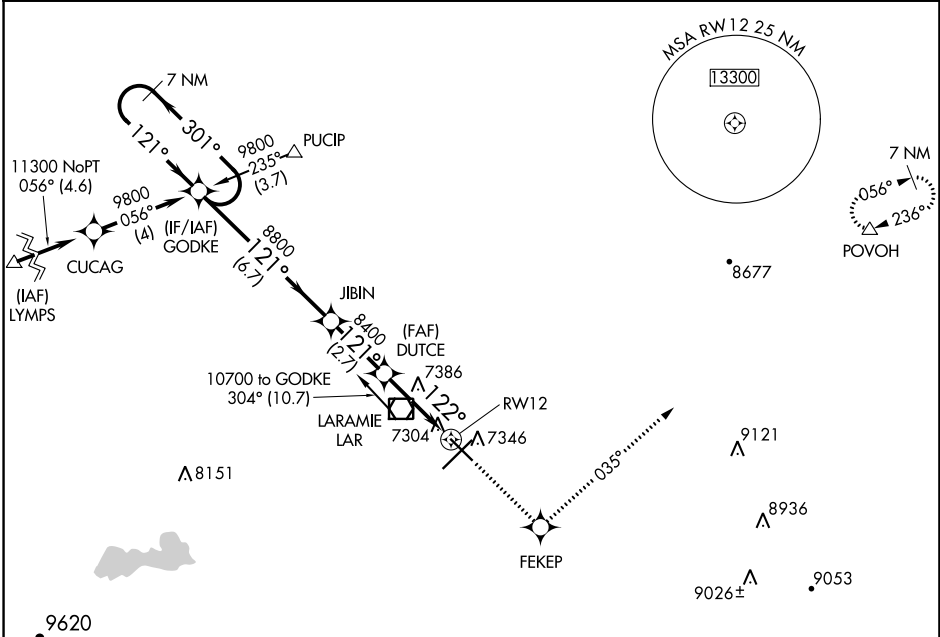 MSA RW12 25 NM
13300
7 NM
121°
301°
9800
235°
(3.7)
PUCIP
11300 NoPT
056° (4.6)
9800
056°
(4)
(IF/IAF)
GODKE
CUCAG
(IAF)
LYMPS
7 NM
056°
236°
POVOH
8677
8800
121°
(6.7)
JIBIN
8400
121°
(2.7)
(FAF)
DUTCE
7386
122°
10700 to GODKE
304° (10.7)
LARAMIE
LAR
RW12
7304
7346
8151
035°
9121
8936
FEKEP
9026±
9053
9620